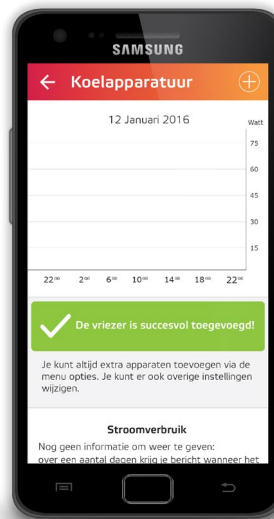 SAMSUNG
Koelapparatuur
12 Januari 2016
Watt
75
60
45
30
15
22⁰⁰ 2⁰⁰ 6⁰⁰ 10⁰⁰ 14⁰⁰ 18⁰⁰ 22⁰⁰
De vriezer is succesvol toegevoegd!
Je kunt altijd extra apparaten toevoegen via de
menu opties. Je kunt er ook overige instellingen
wijzigen.
Stroomverbruik
Nog geen informatie om weer te geven:
over een aantal dagen krijg je bericht wanneer het